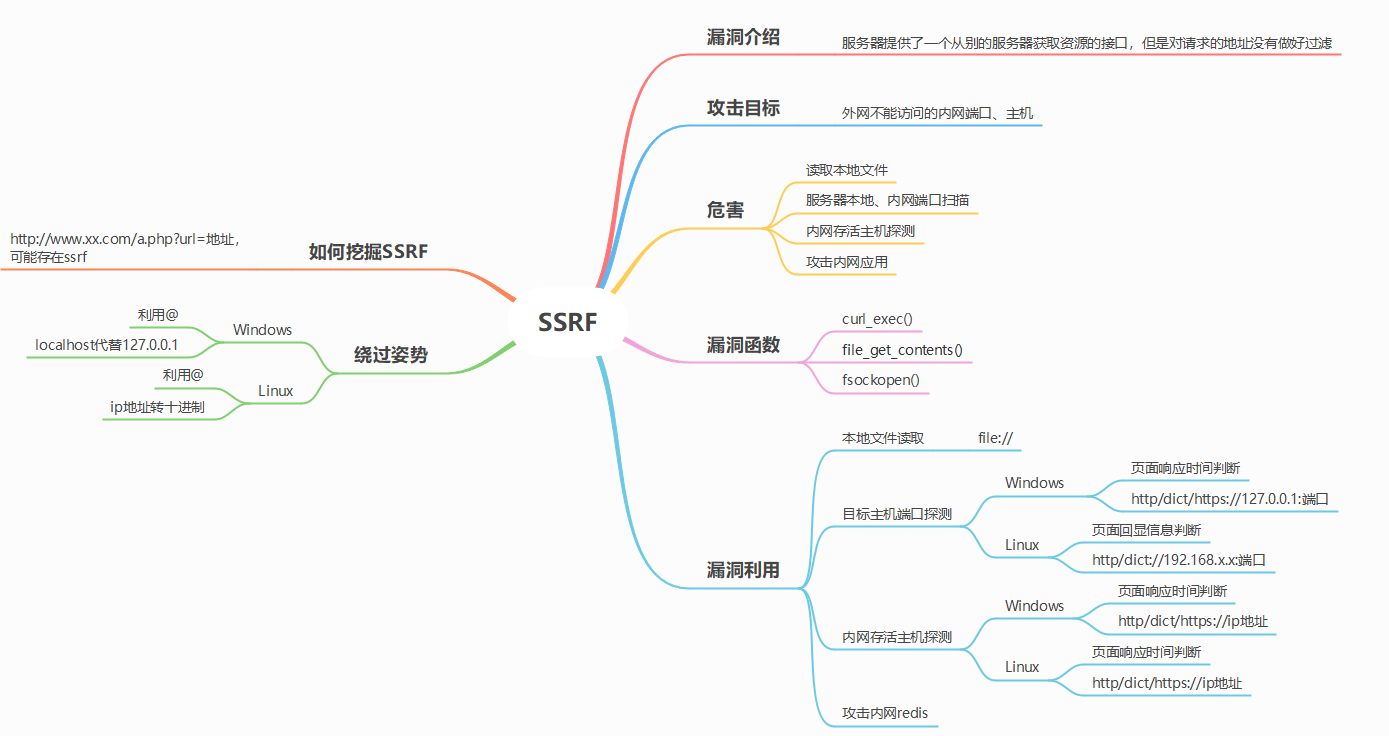 SSRF
漏洞介绍
服务器提供了一个从别的服务器获取资源的接口，但是对请求的地址没有做好过滤
攻击目标
外网不能访问的内网端口、主机
危害
读取本地文件
服务器本地、内网端口扫描
内网存活主机探测
攻击内网应用
漏洞函数
curl_exec()
file_get_contents()
fsockopen()
漏洞利用
本地文件读取
file://
目标主机端口探测
Windows
页面响应时间判断
http/dict/https://127.0.0.1:端口
Linux
页面回显信息判断
http/dict://192.168.x.x:端口
内网存活主机探测
Windows
页面响应时间判断
http/dict/https://ip地址
Linux
页面响应时间判断
http/dict/https://ip地址
攻击内网redis
如何挖掘SSRF
http://www.xx.com/a.php?url=地址，
可能存在ssrf
绕过姿势
Windows
利用@
localhost代替127.0.0.1
Linux
利用@
ip地址转十进制